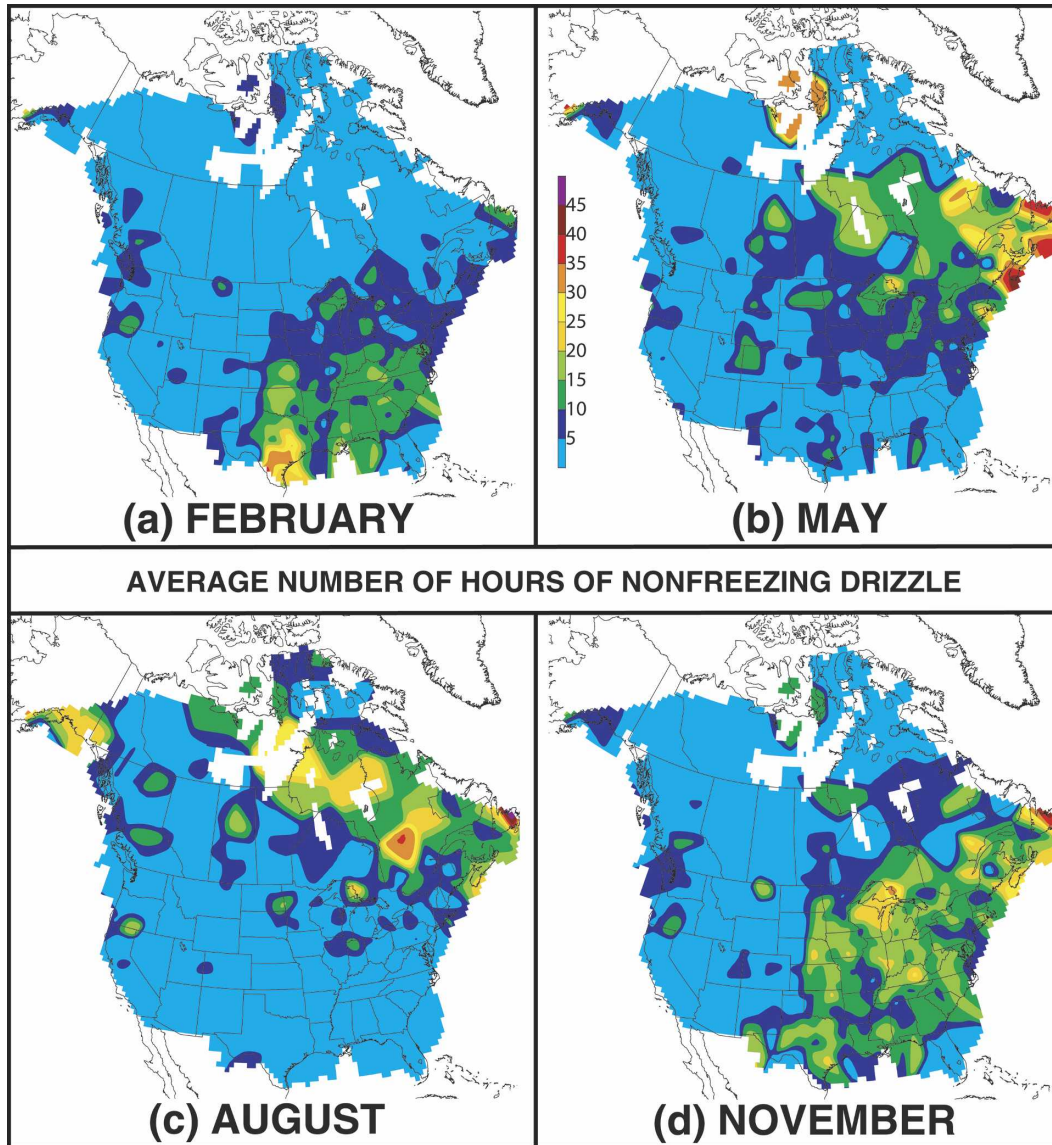 45
40
35
30
25
20
15
10
5
(a) FEBRUARY
(b) MAY
AVERAGE NUMBER OF HOURS OF NONFREEZING DRIZZLE
(c) AUGUST
(d) NOVEMBER